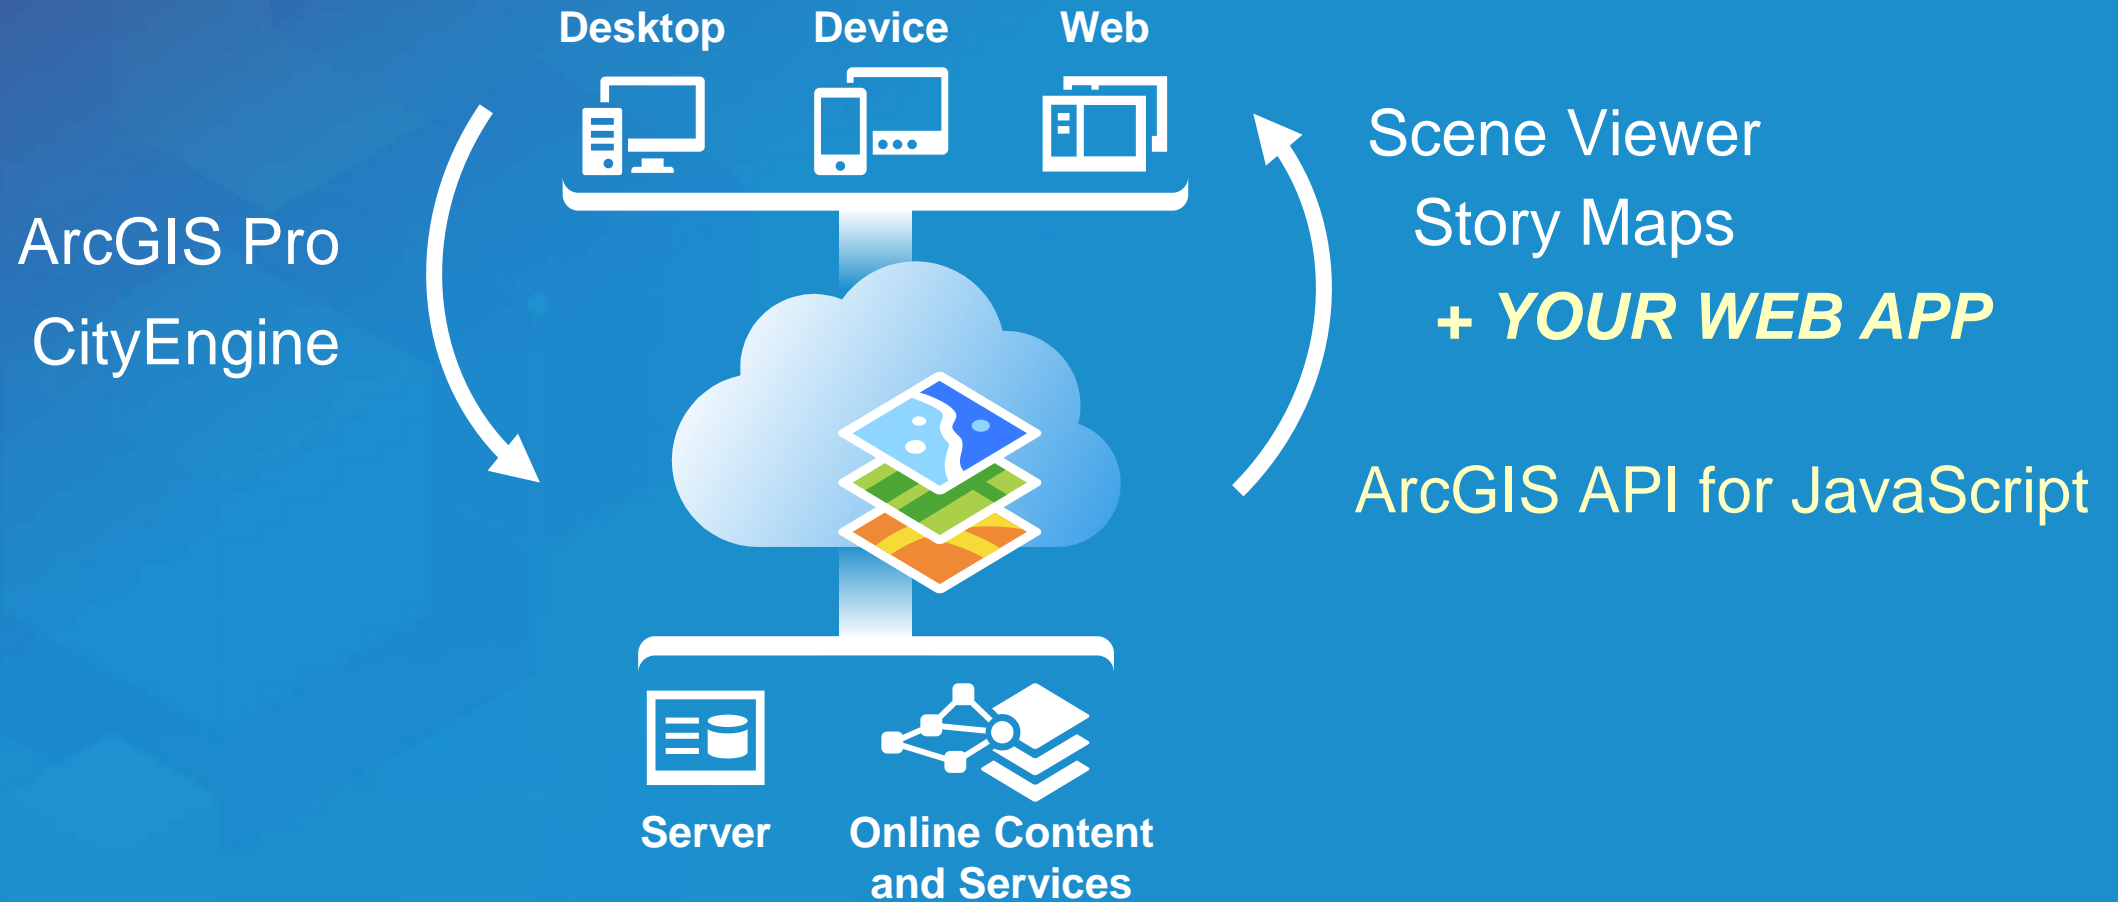 Desktop
Device
Web
ArcGIS Pro
CityEngine
Scene Viewer
Story Maps
+ YOUR WEB APP
ArcGIS API for JavaScript
Server
Online Content
and Services